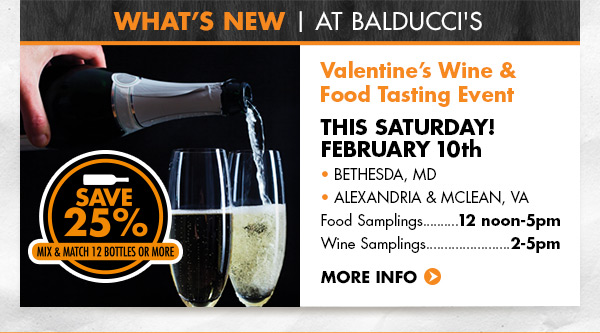 WHAT'S NEW | AT BALDUCCI'S
Valentine's Wine &
Food Tasting Event
THIS SATURDAY!
FEBRUARY 10th
• BETHESDA, MD
• ALEXANDRIA & MCLEAN, VA
Food Samplings..........12 noon-5pm
Wine Samplings.......................2-5pm
MORE INFO
SAVE
25%
MIX & MATCH 12 BOTTLES OR MORE